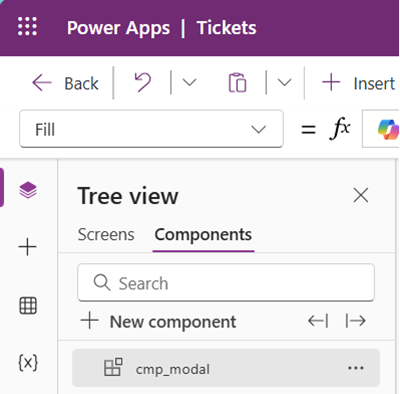 Power Apps | Tickets
Back
Insert
Fill
= fx
Tree view
Screens Components
Search
New component
{x}
cmp_modal